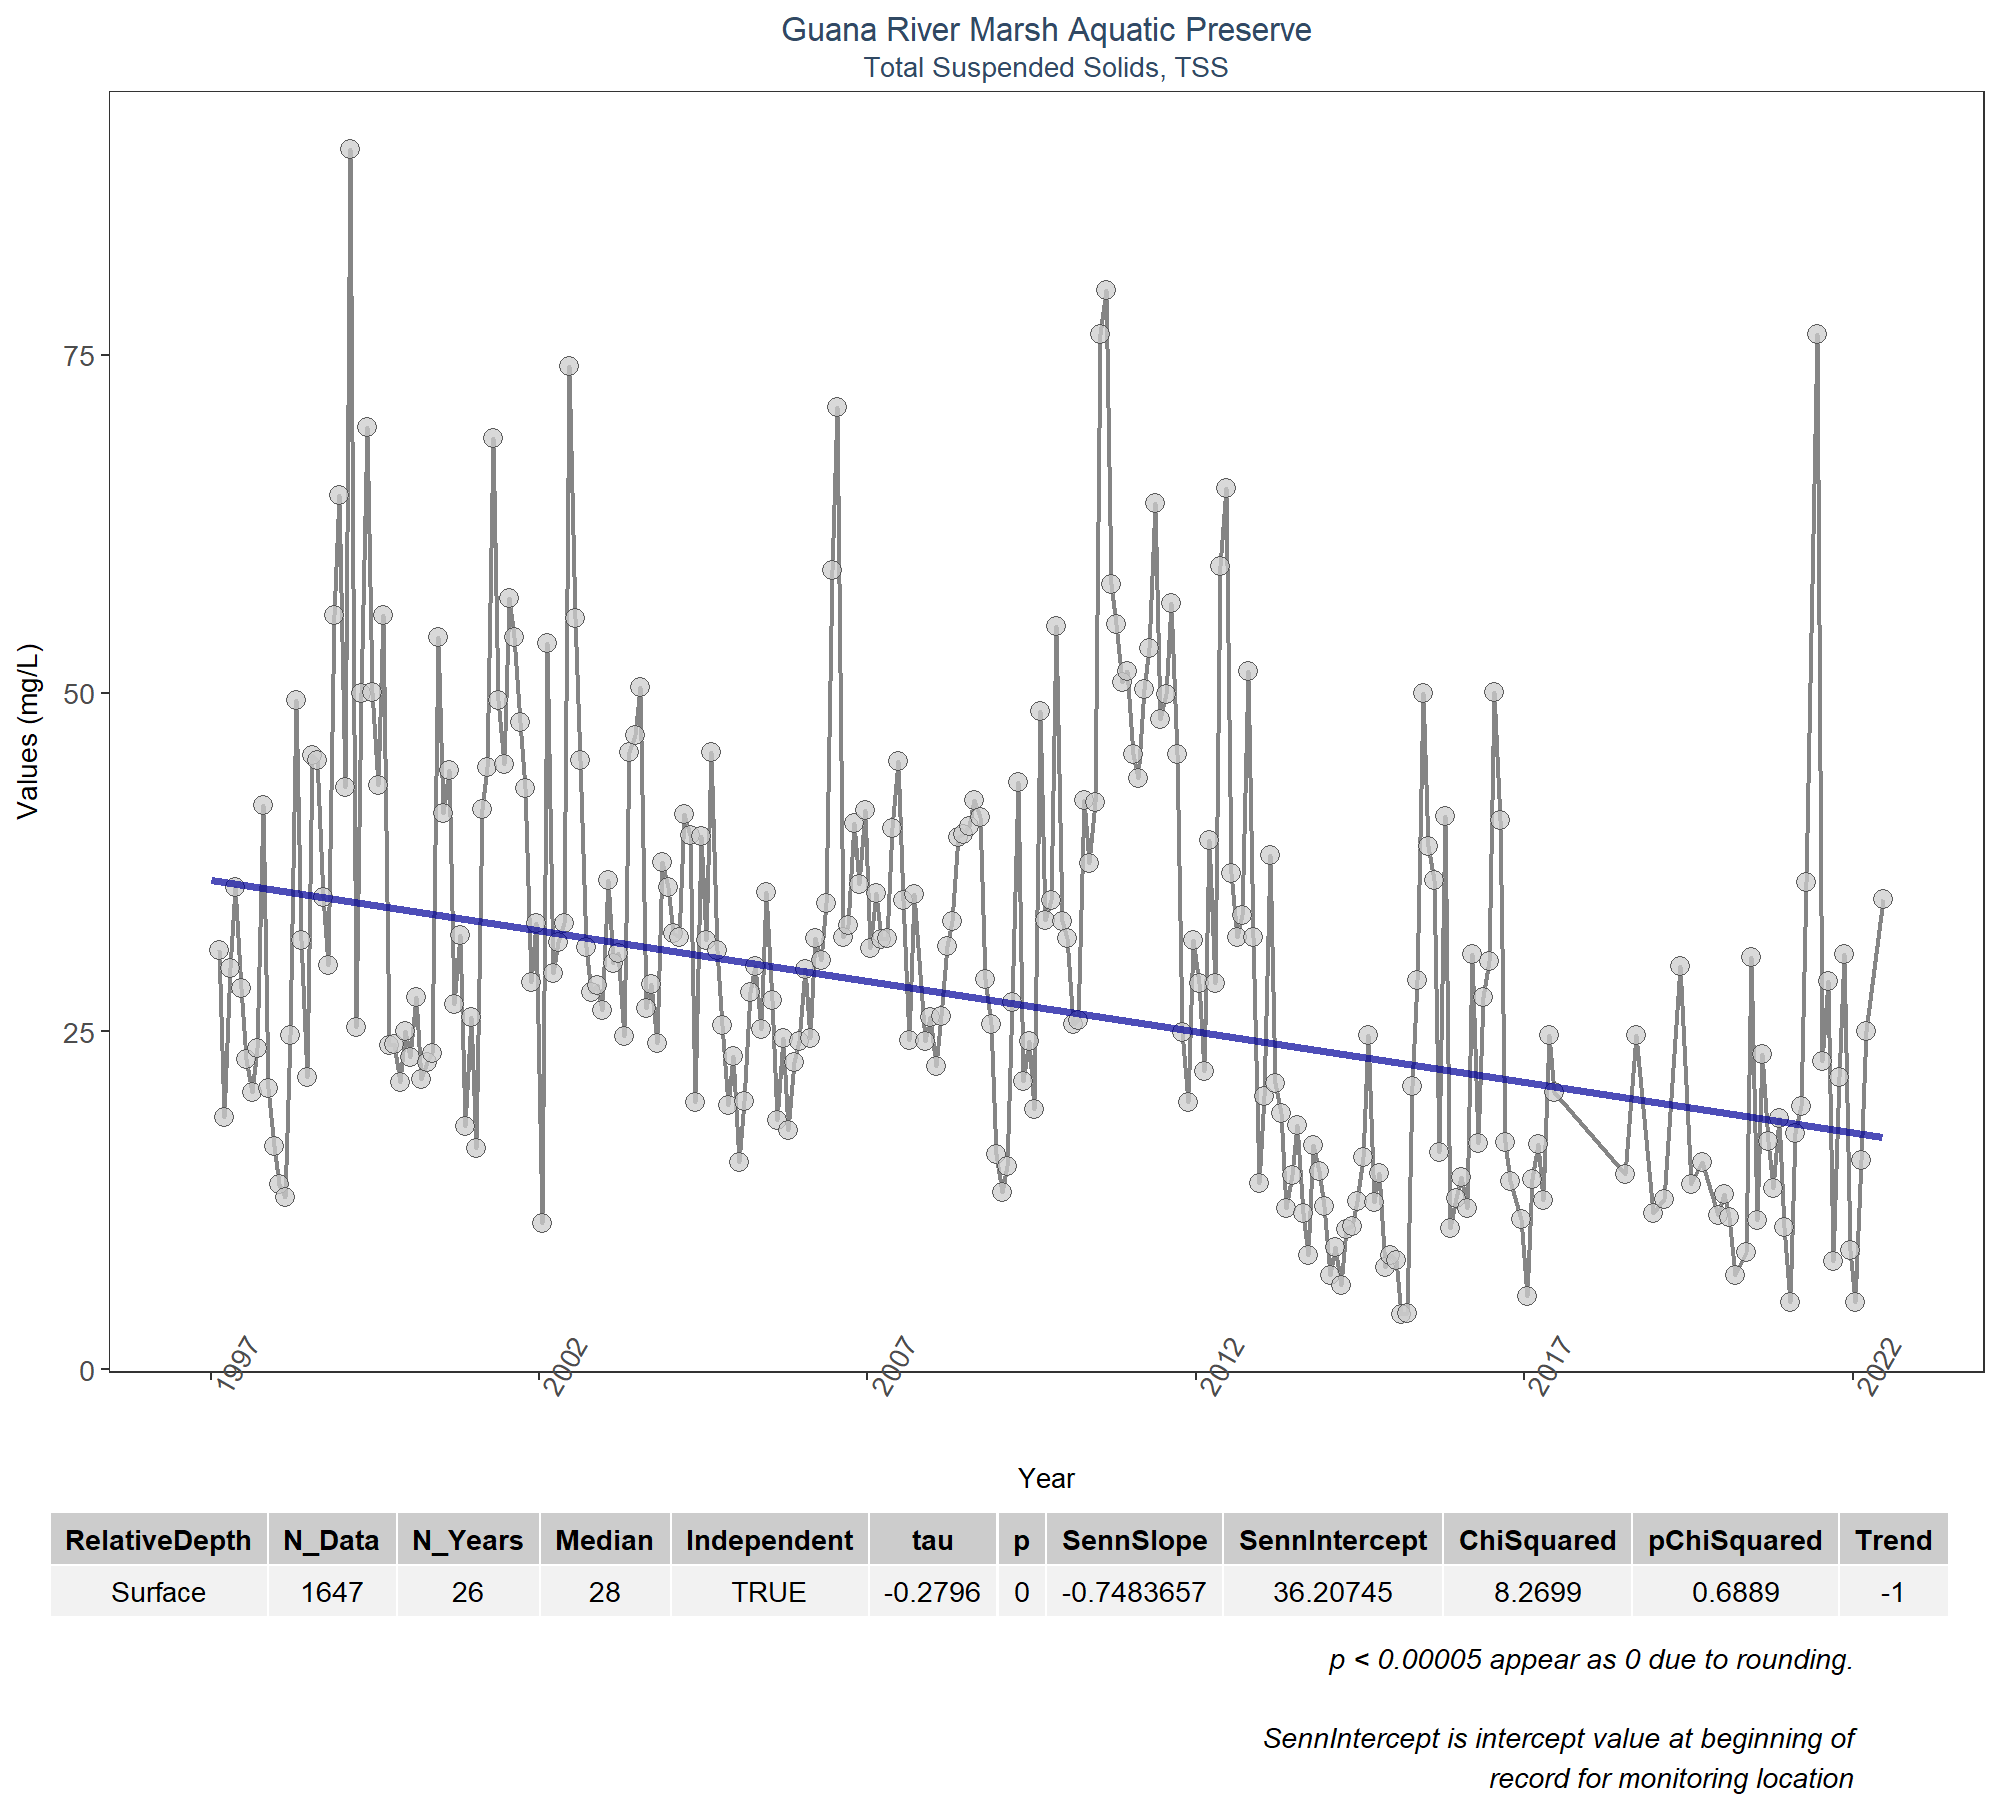 Guana River Marsh Aquatic Preserve
Total Suspended Solids, TSS
Values (mg/L)
75
50
25
0
1997 2002 2007 2012 2017 2022
Year
RelativeDepth N_Data N_Years Median Independent tau p SennSlope SennIntercept ChiSquared pChiSquared Trend
Surface 1647 26 28 TRUE -0.2796 0 -0.7483657 36.20745 8.2699 0.6889 -1
p < 0.00005 appear as 0 due to rounding.
SennIntercept is intercept value at beginning of
record for monitoring location